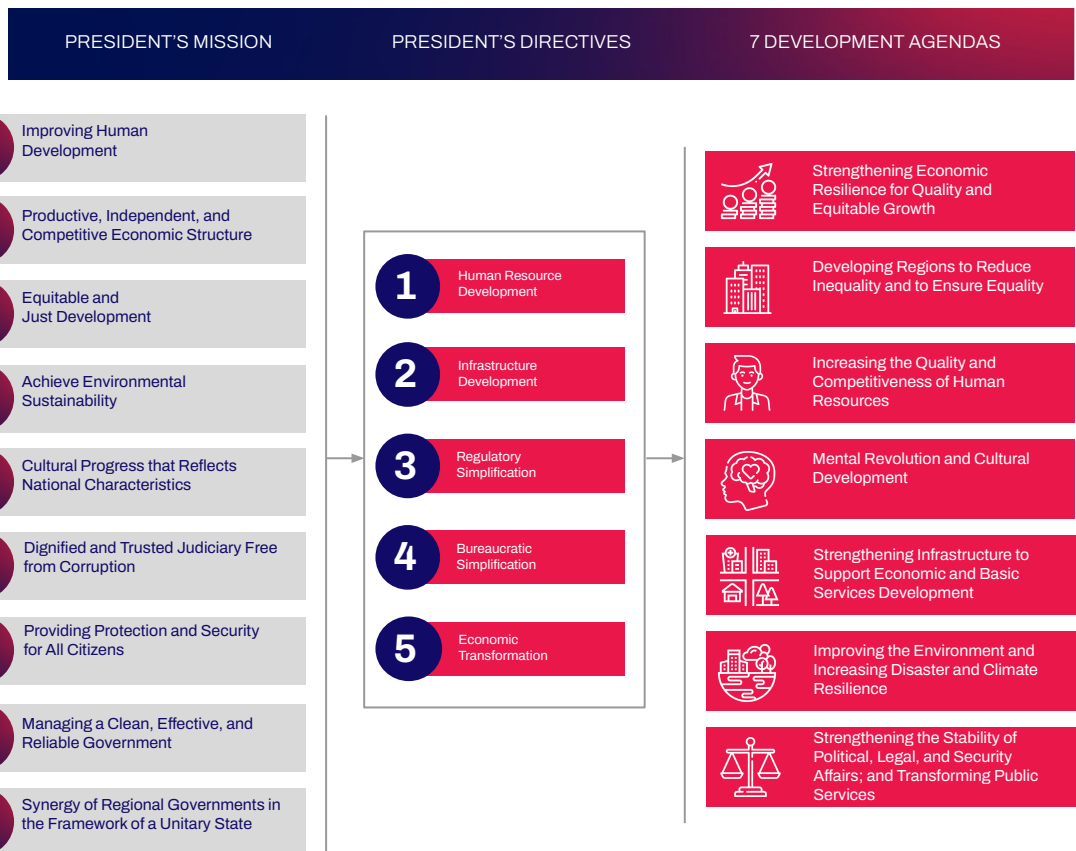 PRESIDENT’S MISSION
PRESIDENT’S DIRECTIVES
7 DEVELOPMENT AGENDAS
Improving Human
Development
Productive, Independent, and
Competitive Economic Structure
Equitable and
Just Development
Achieve Environmental
Sustainability
Cultural Progress that Reflects
National Characteristics
Dignified and Trusted Judiciary Free
from Corruption
Providing Protection and Security
for All Citizens
Managing a Clean, Effective, and
Reliable Government
Synergy of Regional Governments in
the Framework of a Unitary State
1
Human Resource
Development
2
Infrastructure
Development
3
Regulatory
Simplification
4
Bureaucratic
Simplification
5
Economic
Transformation
Strengthening Economic
Resilience for Quality and
Equitable Growth
Developing Regions to Reduce
Inequality and to Ensure Equality
Increasing the Quality and
Competitiveness of Human
Resources
Mental Revolution and Cultural
Development
Strengthening Infrastructure to
Support Economic and Basic
Services Development
Improving the Environment and
Increasing Disaster and Climate
Resilience
Strengthening the Stability of
Political, Legal, and Security
Affairs; and Transforming Public
Services